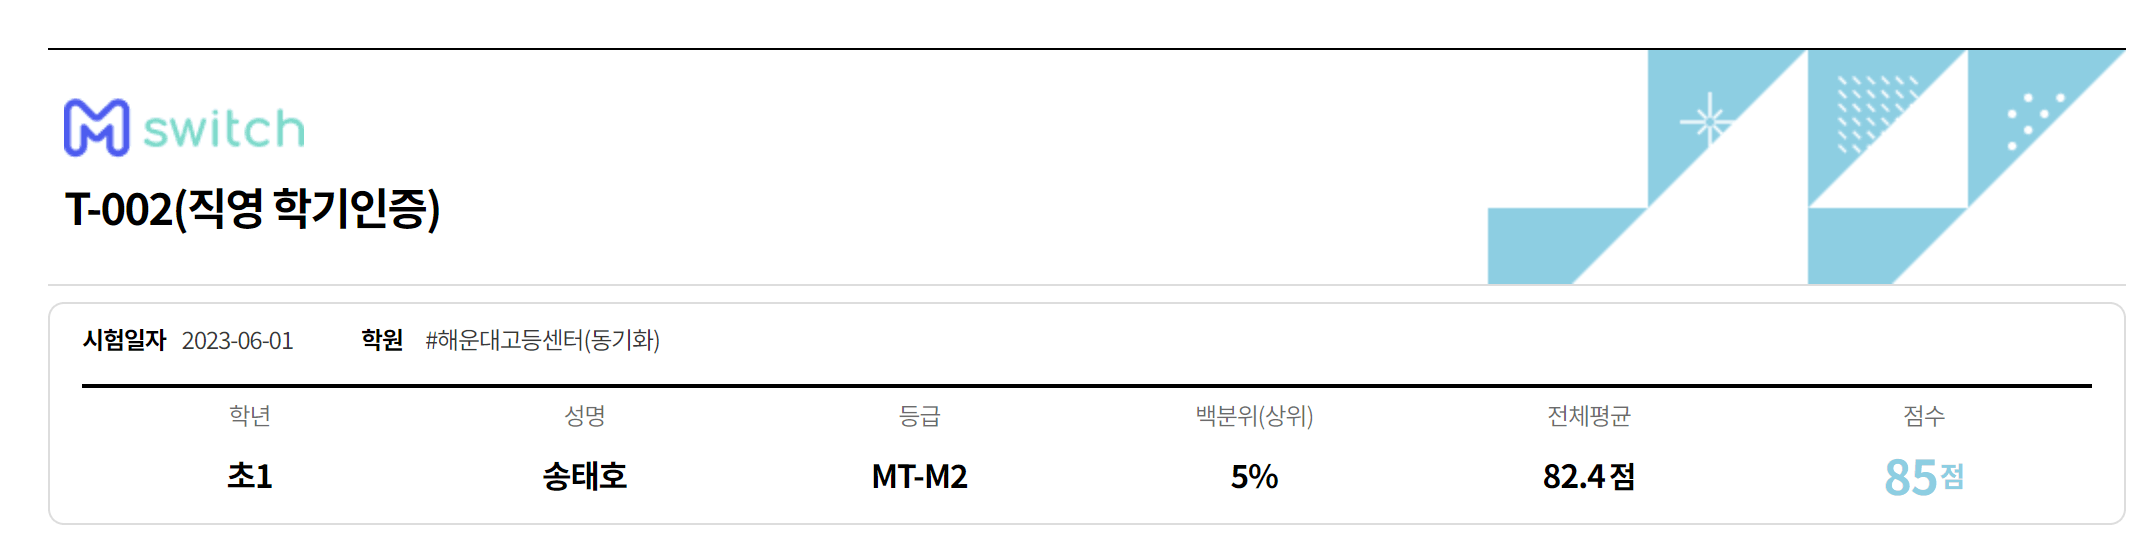 M switch
T-002(직영 학기인증)
시험일자 2023-06-01 학원 #해운대고등센터(동기화)
학년 성명 등급 백분위(상위) 전체평균 점수
초1 송태호 MT-M2 5% 82.4 점 85점